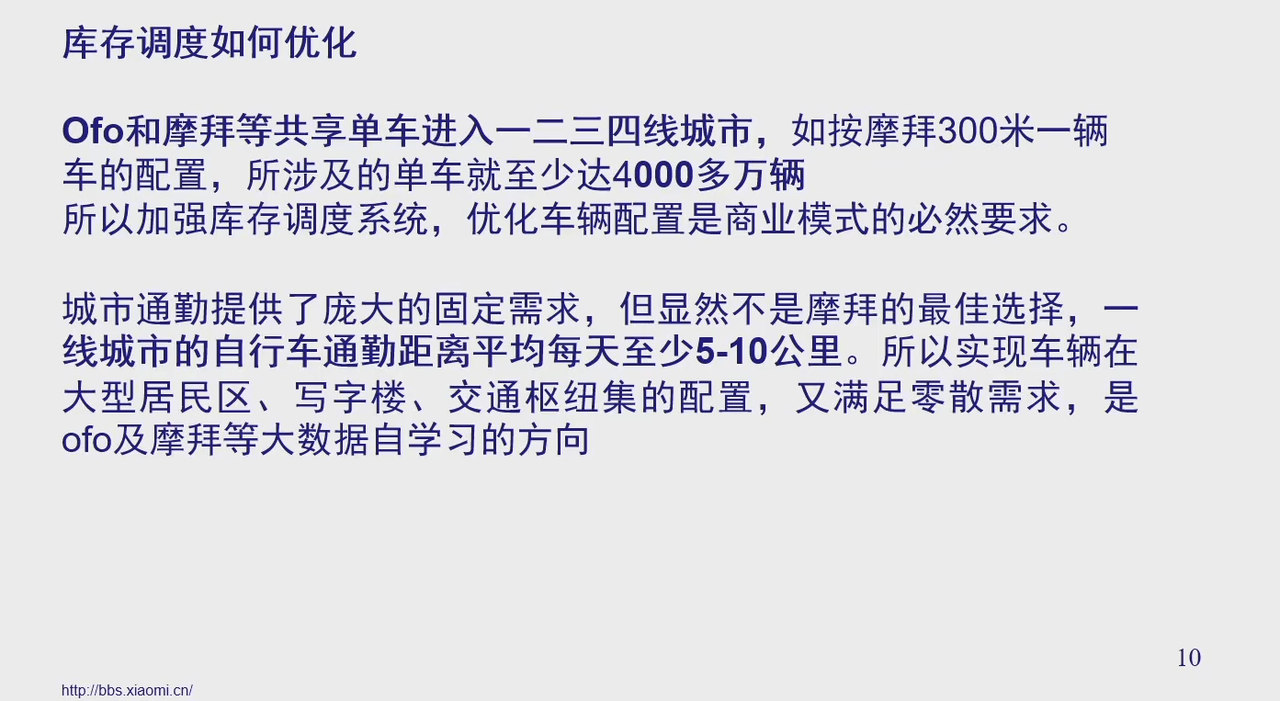 库存调度如何优化
Ofo和摩拜等共享单车进入一二三四线城市，如按摩拜300米一辆
车的配置，所涉及的单车就至少达4000多万辆
所以加强库存调度系统，优化车辆配置是商业模式的必然要求。
城市通勤提供了庞大的固定需求，但显然不是摩拜的最佳选择，一
线城市的自行车通勤距离平均每天至少5-10公里。所以实现车辆在
大型居民区、写字楼、交通枢纽集的配置，又满足零散需求，是
ofo及摩拜等大数据自学习的方向
10
http://bbs.xiaomi.cn/